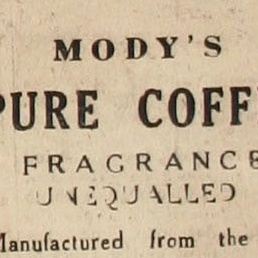 MODY'S
PURE COFF
FRAGRANCE
UNEQUALLED
Manufactured from the